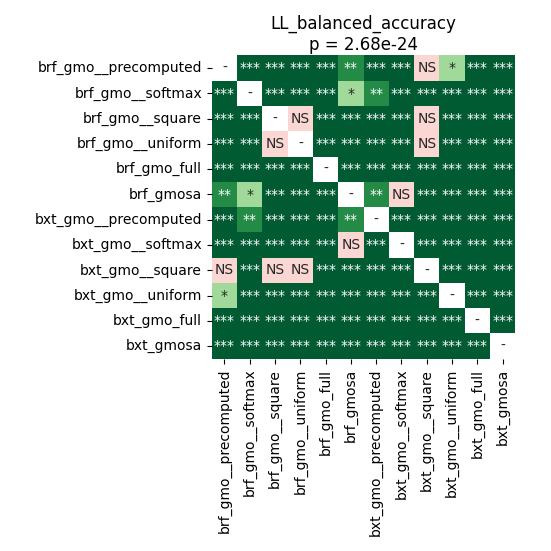 LL_balanced_accuracy
p = 2.68e-24
brf_gmo__precomputed - *** *** *** *** ** *** *** NS * *** ***
brf_gmo__softmax *** - *** *** *** * ** *** *** *** *** ***
brf_gmo__square *** *** - NS *** *** *** *** NS *** *** ***
brf_gmo__uniform *** *** NS - *** *** *** *** NS *** *** ***
brf_gmo_full *** *** *** *** - *** *** *** *** *** *** ***
brf_gmosa ** * *** *** *** - ** NS *** *** *** ***
bxt_gmo__precomputed *** ** *** *** *** ** - *** *** *** *** ***
bxt_gmo__softmax *** *** *** *** *** NS *** - *** *** *** ***
bxt_gmo__square NS *** NS NS *** *** *** *** - *** *** ***
bxt_gmo__uniform * *** *** *** *** *** *** *** *** - *** ***
bxt_gmo_full *** *** *** *** *** *** *** *** *** *** - ***
bxt_gmosa *** *** *** *** *** *** *** *** *** *** *** -
brf_gmo__precomputed
brf_gmo__softmax
brf_gmo__square
brf_gmo__uniform
brf_gmo_full
brf_gmosa
bxt_gmo__precomputed
bxt_gmo__softmax
bxt_gmo__square
bxt_gmo__uniform
bxt_gmo_full
bxt_gmosa